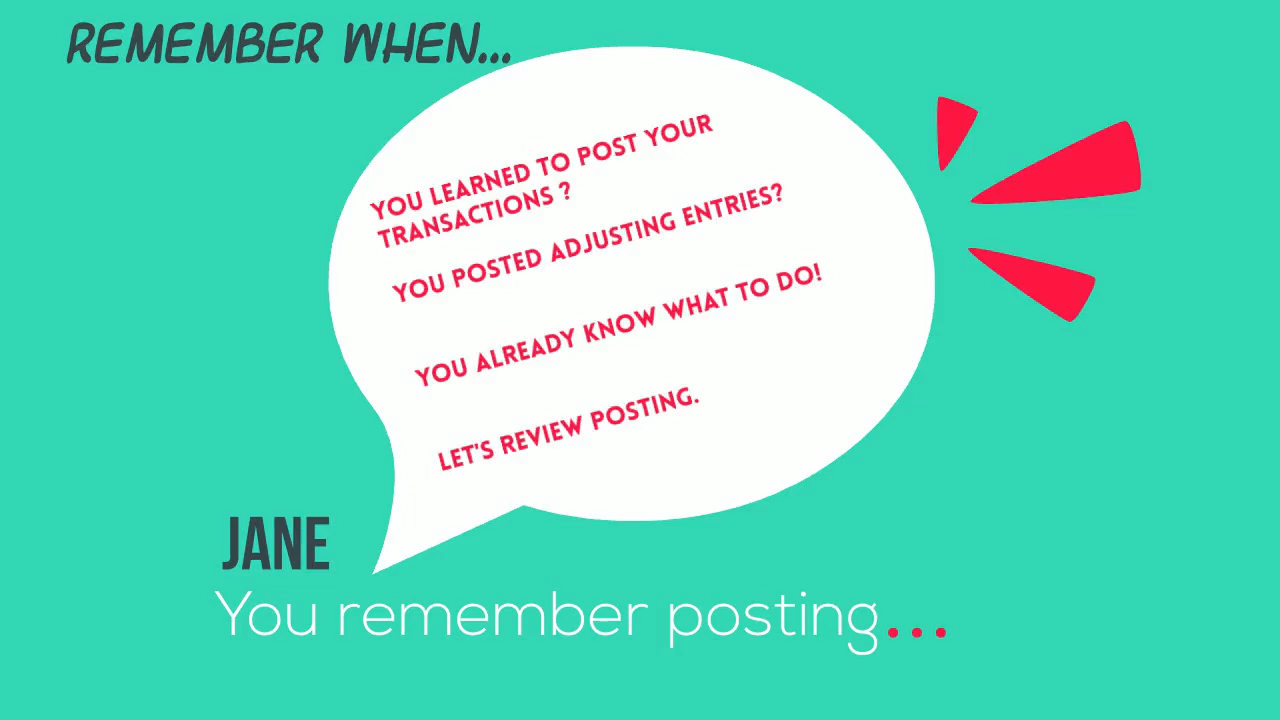 REMEMBER WHEN...
YOU LEARNED TO POST YOUR
TRANSACTIONS ?
YOU POSTED ADJUSTING ENTRIES?
YOU ALREADY KNOW WHAT TO DO!
LET'S REVIEW POSTING.
JANE
You remember posting...